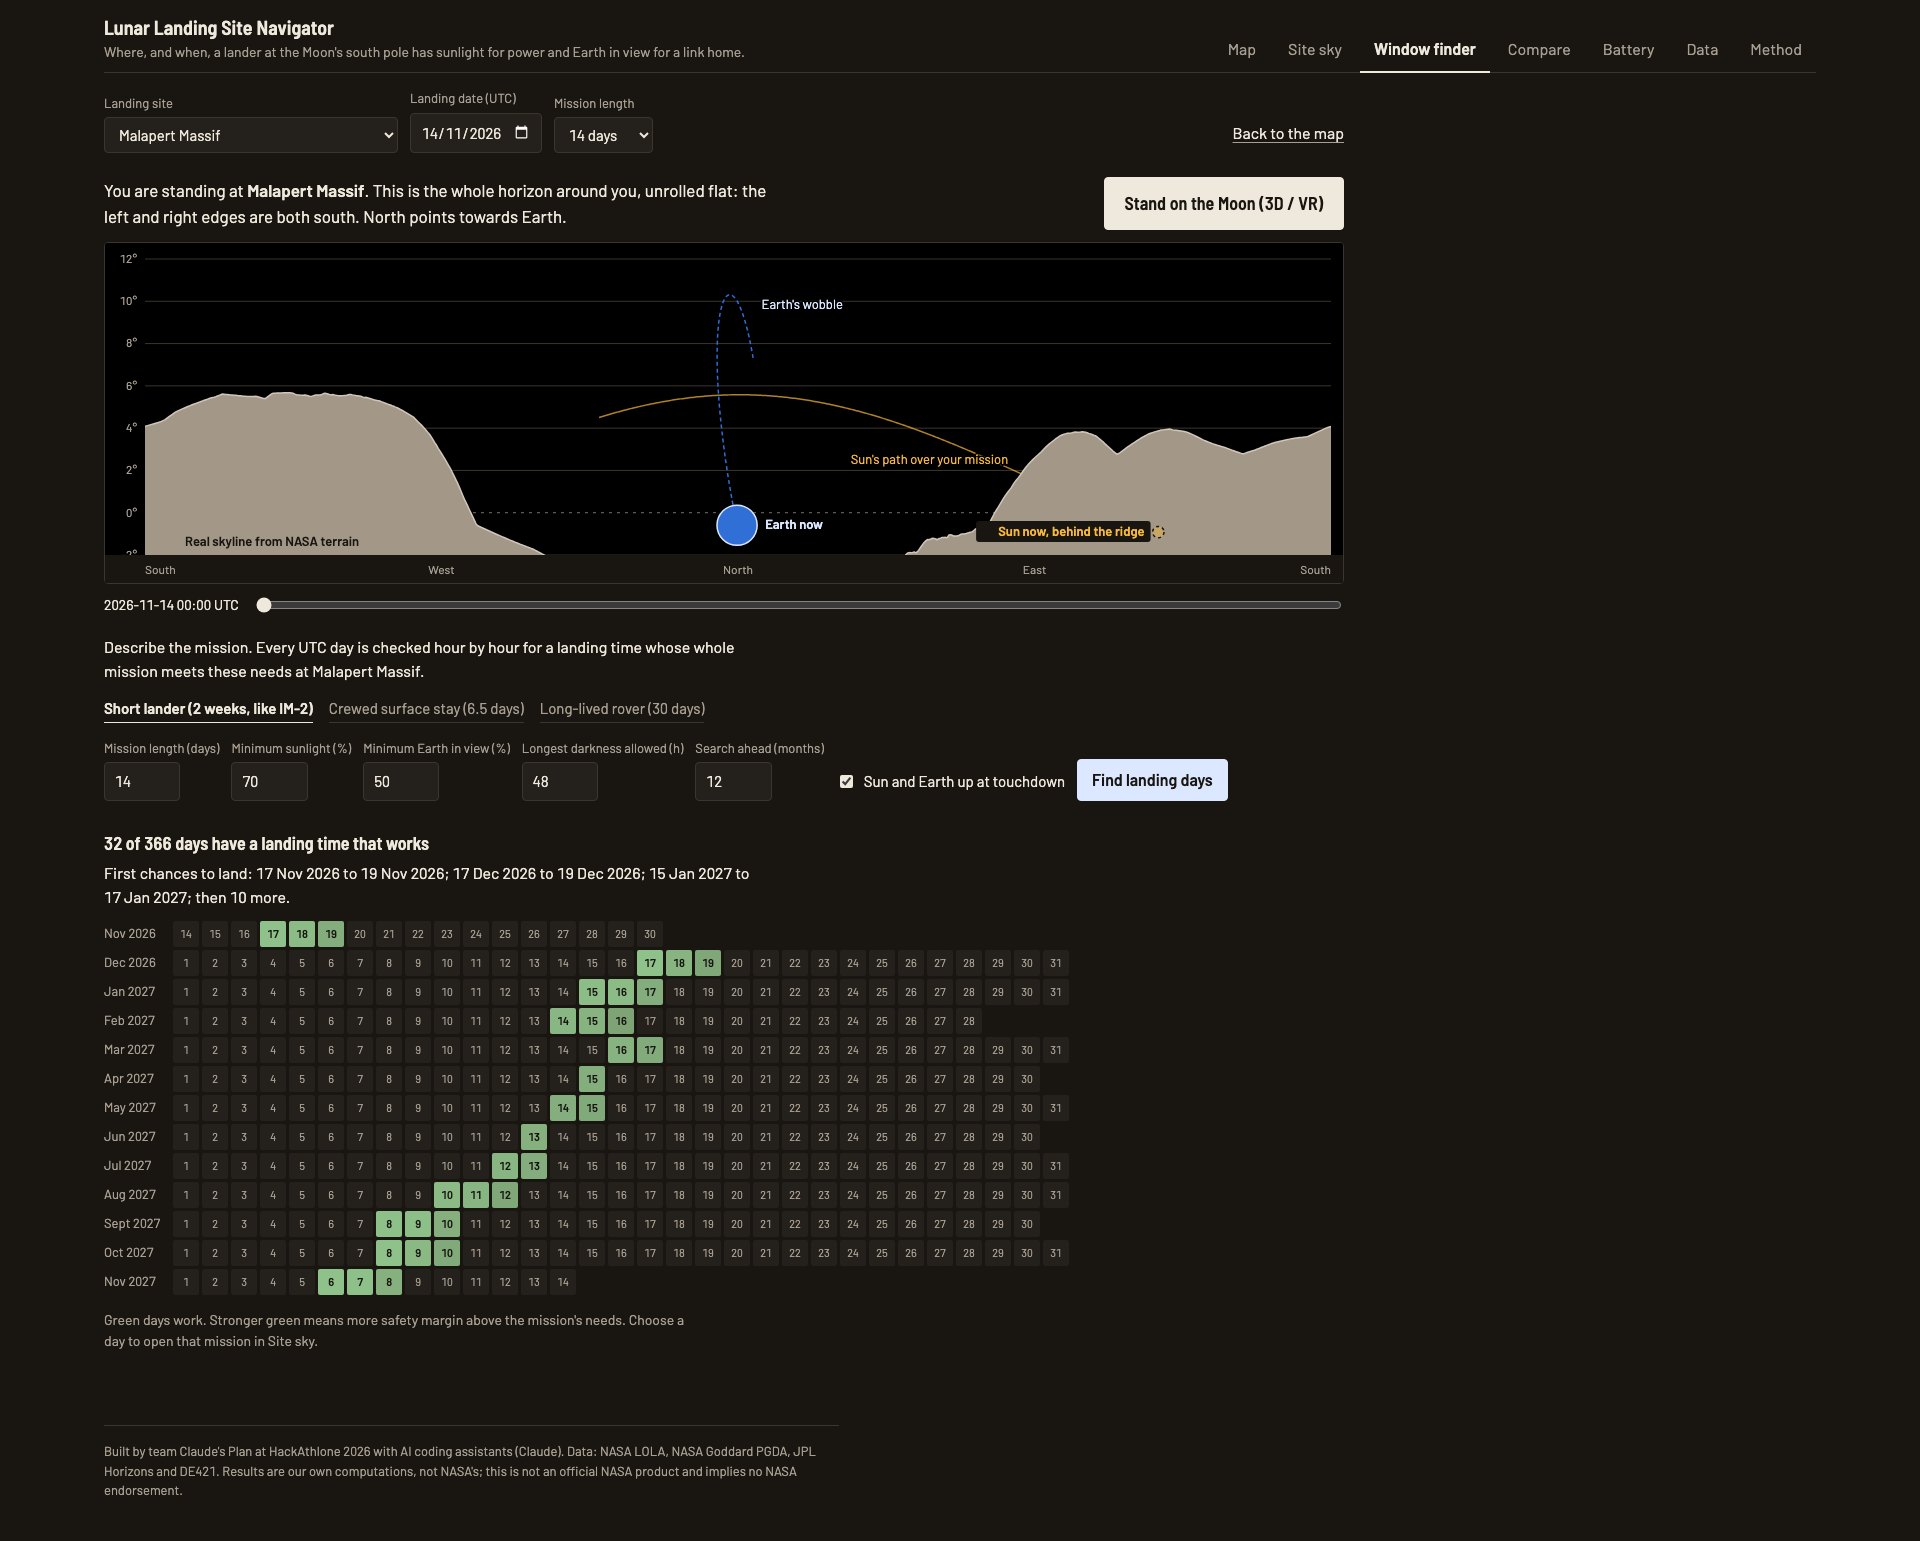 Lunar Landing Site Navigator
Where, and when, a lander at the Moon's south pole has sunlight for power and Earth in view for a link home.
Map Site sky Window finder Compare Battery Data Method
Landing site Landing date (UTC) Mission length
Malapert Massif 14/11/2026 14 days
Back to the map
You are standing at Malapert Massif. This is the whole horizon around you, unrolled flat: the
left and right edges are both south. North points towards Earth.
Stand on the Moon (3D / VR)
12°
10°
Earth's wobble
8°
6°
4°
Sun's path over your mission
2°
0°
Earth now
Sun now, behind the ridge
Real skyline from NASA terrain
South West North East South
2026-11-14 00:00 UTC
Describe the mission. Every UTC day is checked hour by hour for a landing time whose whole
mission meets these needs at Malapert Massif.
Short lander (2 weeks, like IM-2) Crewed surface stay (6.5 days) Long-lived rover (30 days)
Mission length (days) Minimum sunlight (%) Minimum Earth in view (%) Longest darkness allowed (h) Search ahead (months)
14 70 50 48 12
Sun and Earth up at touchdown Find landing days
32 of 366 days have a landing time that works
First chances to land: 17 Nov 2026 to 19 Nov 2026; 17 Dec 2026 to 19 Dec 2026; 15 Jan 2027 to
17 Jan 2027; then 10 more.
Nov 2026 14 15 16 17 18 19 20 21 22 23 24 25 26 27 28 29 30
Dec 2026 1 2 3 4 5 6 7 8 9 10 11 12 13 14 15 16 17 18 19 20 21 22 23 24 25 26 27 28 29 30 31
Jan 2027 1 2 3 4 5 6 7 8 9 10 11 12 13 14 15 16 17 18 19 20 21 22 23 24 25 26 27 28 29 30 31
Feb 2027 1 2 3 4 5 6 7 8 9 10 11 12 13 14 15 16 17 18 19 20 21 22 23 24 25 26 27 28
Mar 2027 1 2 3 4 5 6 7 8 9 10 11 12 13 14 15 16 17 18 19 20 21 22 23 24 25 26 27 28 29 30 31
Apr 2027 1 2 3 4 5 6 7 8 9 10 11 12 13 14 15 16 17 18 19 20 21 22 23 24 25 26 27 28 29 30
May 2027 1 2 3 4 5 6 7 8 9 10 11 12 13 14 15 16 17 18 19 20 21 22 23 24 25 26 27 28 29 30 31
Jun 2027 1 2 3 4 5 6 7 8 9 10 11 12 13 14 15 16 17 18 19 20 21 22 23 24 25 26 27 28 29 30
Jul 2027 1 2 3 4 5 6 7 8 9 10 11 12 13 14 15 16 17 18 19 20 21 22 23 24 25 26 27 28 29 30 31
Aug 2027 1 2 3 4 5 6 7 8 9 10 11 12 13 14 15 16 17 18 19 20 21 22 23 24 25 26 27 28 29 30 31
Sept 2027 1 2 3 4 5 6 7 8 9 10 11 12 13 14 15 16 17 18 19 20 21 22 23 24 25 26 27 28 29 30
Oct 2027 1 2 3 4 5 6 7 8 9 10 11 12 13 14 15 16 17 18 19 20 21 22 23 24 25 26 27 28 29 30 31
Nov 2027 1 2 3 4 5 6 7 8 9 10 11 12 13 14
Green days work. Stronger green means more safety margin above the mission's needs. Choose a
day to open that mission in Site sky.
Built by team Claude's Plan at HackAthlone 2026 with AI coding assistants (Claude). Data: NASA LOLA, NASA Goddard PGDA, JPL
Horizons and DE421. Results are our own computations, not NASA's; this is not an official NASA product and implies no NASA
endorsement.